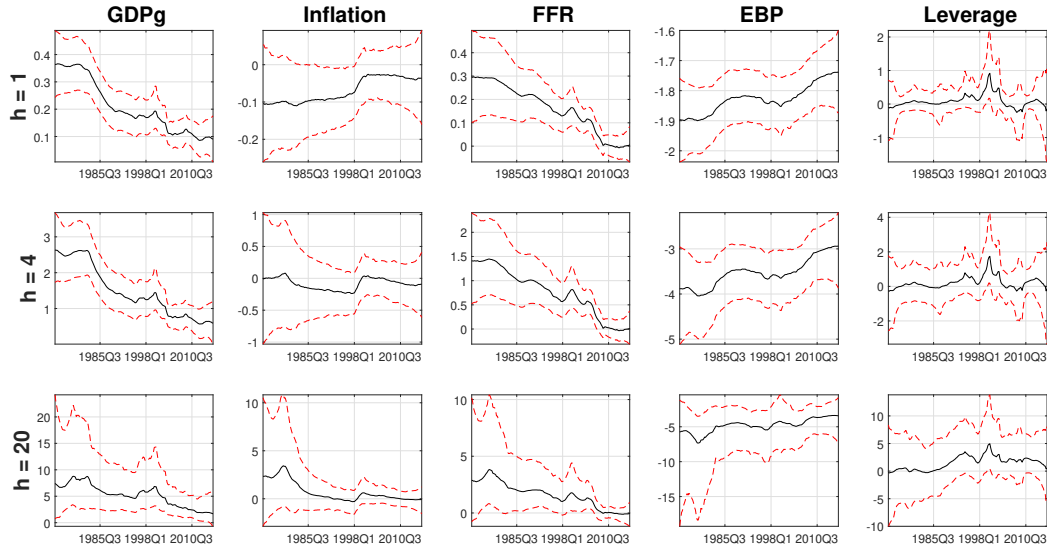 GDPg Inflation FFR EBP Leverage
h = 1
0.4 0.3 0.2 0.1
0 -0.1 -0.2
0.4 0.3 0.2 0.1 0
-1.6 -1.7 -1.8 -1.9 -2
2 1 0 -1
1985Q3 1998Q1 2010Q3 1985Q3 1998Q1 2010Q3 1985Q3 1998Q1 2010Q3 1985Q3 1998Q1 2010Q3 1985Q3 1998Q1 2010Q3
h = 4
3 2 1
1 0.5 0 -0.5 -1
2 1.5 1 0.5 0
-3 -4 -5
4 2 0 -2
1985Q3 1998Q1 2010Q3 1985Q3 1998Q1 2010Q3 1985Q3 1998Q1 2010Q3 1985Q3 1998Q1 2010Q3 1985Q3 1998Q1 2010Q3
h = 20
20 15 10 5 0
10 5 0
10 5 0
-5 -10 -15
10 5 0 -5 -10
1985Q3 1998Q1 2010Q3 1985Q3 1998Q1 2010Q3 1985Q3 1998Q1 2010Q3 1985Q3 1998Q1 2010Q3 1985Q3 1998Q1 2010Q3